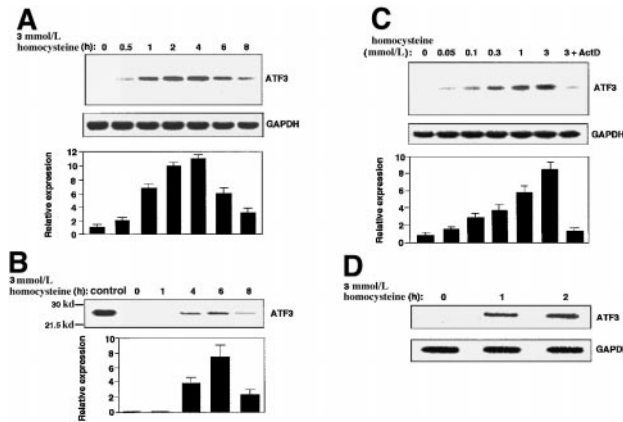 A
3 mmol/L
homocysteine (h): 0 0.5 1 2 4 6 8
ATF3
GAPDH
Relative expression
12
10
8
6
4
2
0
B
3 mmol/L
homocysteine (h): control 0 1 4 6 8
30 kd
21.5 kd
ATF3
Relative expression
10
8
6
4
2
0
C
homocysteine
(mmol/L): 0 0.05 0.1 0.3 1 3 3 + ActD
ATF3
GAPDH
Relative expression
10
8
6
4
2
0
D
3 mmol/L
homocysteine (h): 0 1 2
ATF3
GAPD